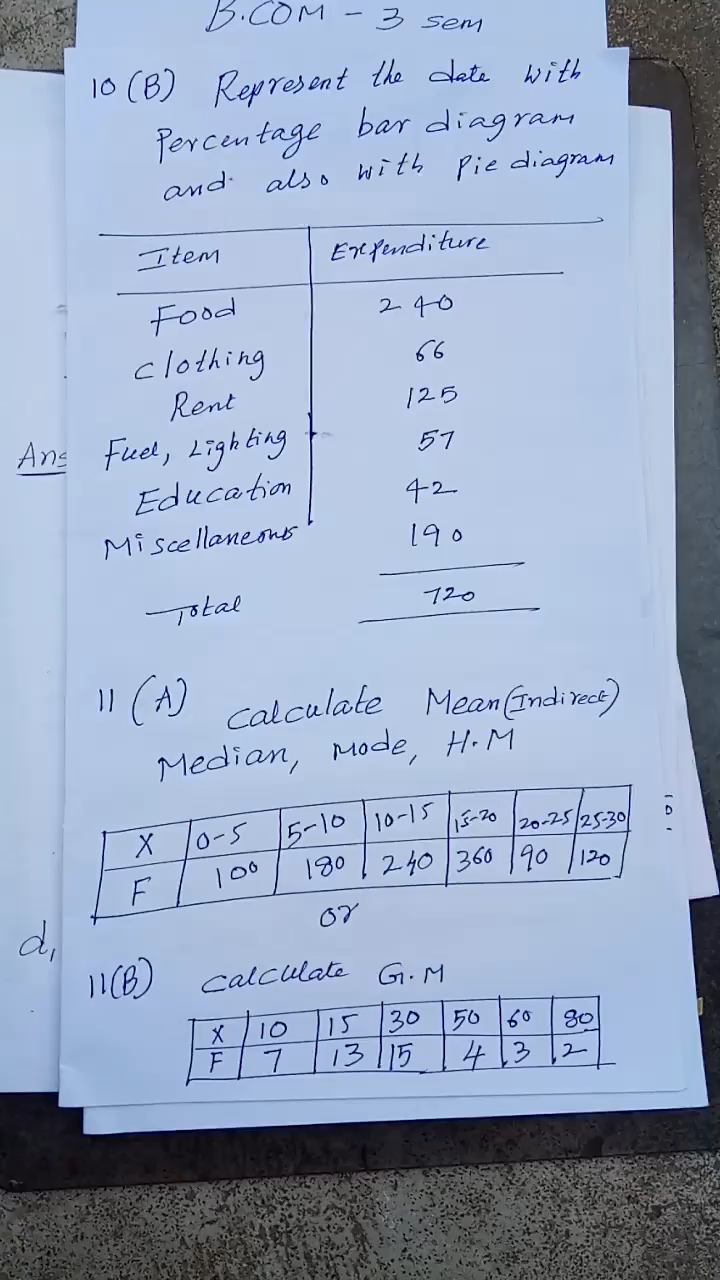 B.COM - 3 sem
10 (B) Represent the date with
Percentage bar diagram
and also with Pie diagram
Item Expenditure
Food 240
Clothing 66
Rent 125
Fuel, Lighting 57
Education 42
Miscellaneous 190
Total 720
11 (A) Calculate Mean (Indirect)
Median, Mode, H.M
X 0-5 5-10 10-15 15-20 20-25 25-30
F 100 180 240 360 90 120
or
11(B) Calculate G.M
X 10 15 30 50 60 80
F 7 13 15 4 3 2
Ans
d,